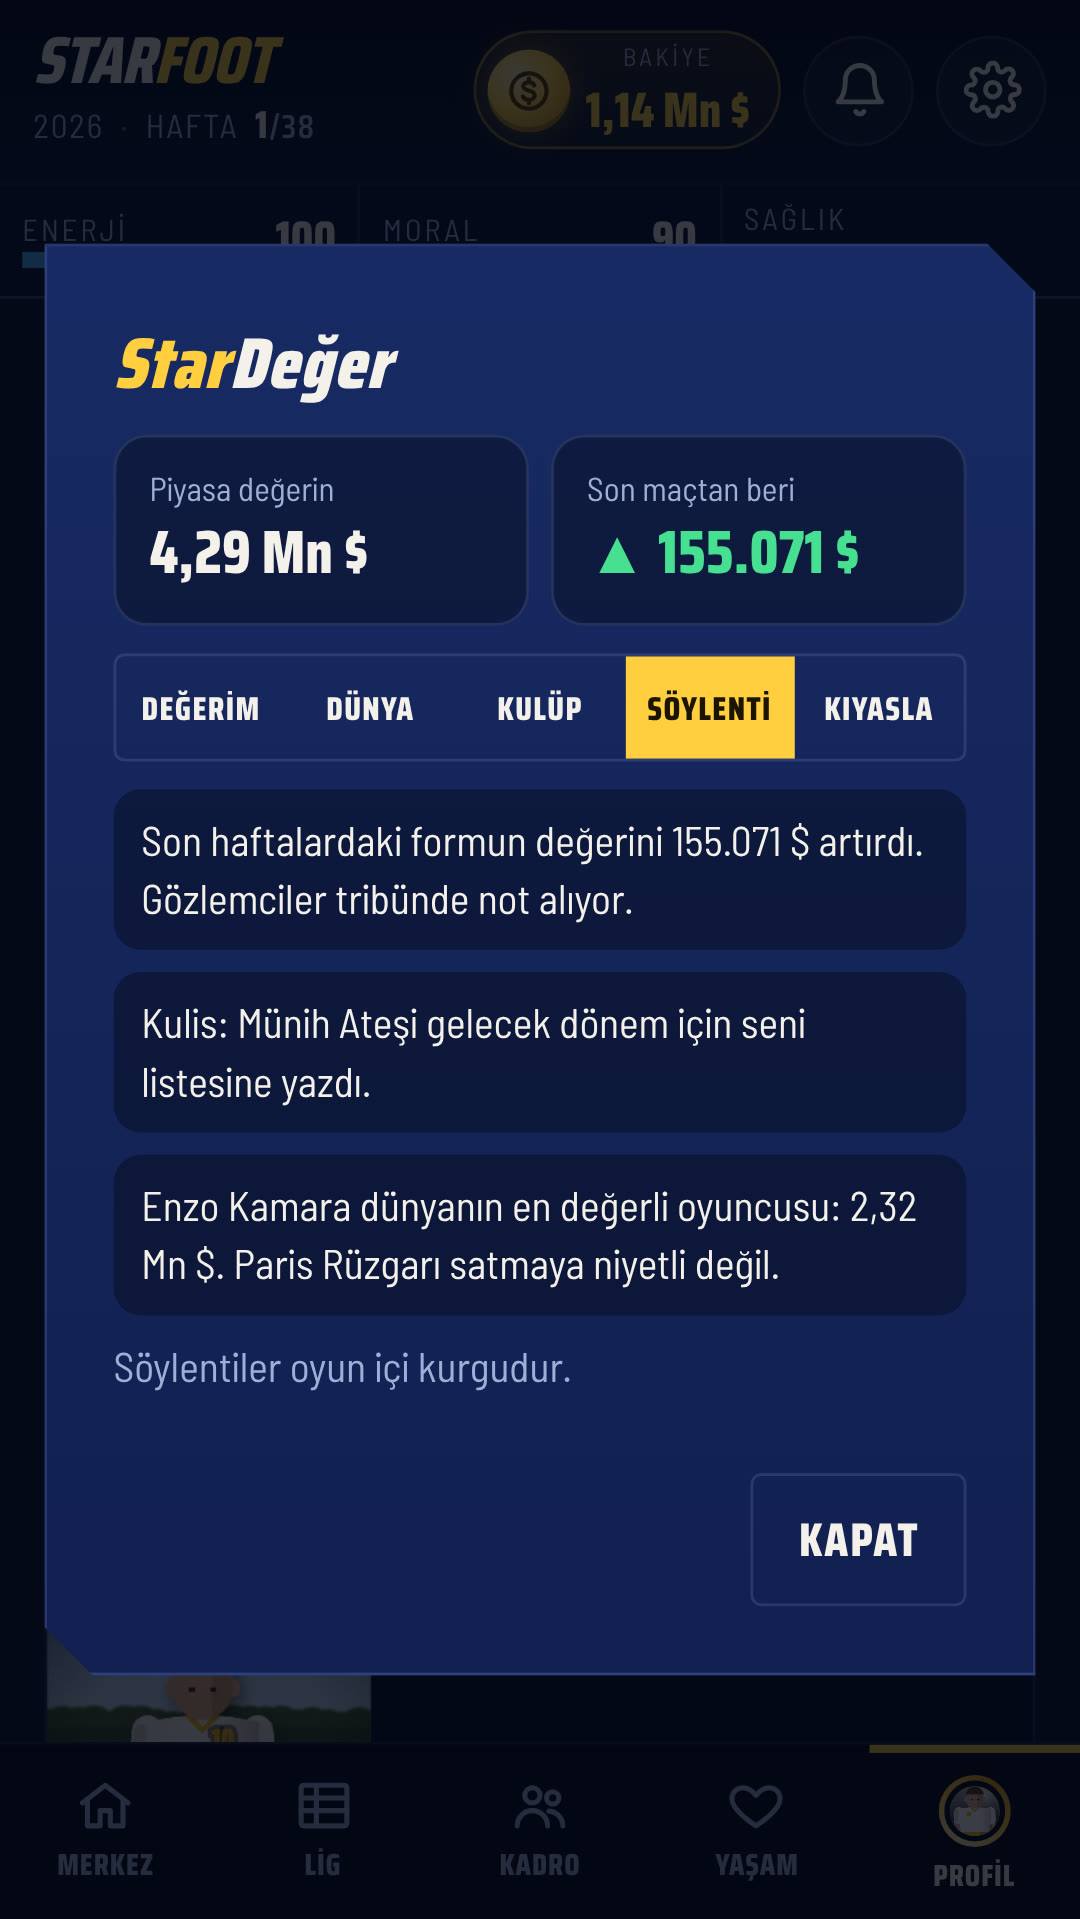 STARFOOT
2026 · HAFTA 1/38
BAKİYE
1,14 Mn $
ENERJİ 100
MORAL 90
SAĞLIK
StarDeğer
Piyasa değerin
4,29 Mn $
Son maçtan beri
▲ 155.071 $
DEĞERİM DÜNYA KULÜP SÖYLENTİ KIYASLA
Son haftalardaki formun değerini 155.071 $ artırdı.
Gözlemciler tribünde not alıyor.
Kulis: Münih Ateşi gelecek dönem için seni
listesine yazdı.
Enzo Kamara dünyanın en değerli oyuncusu: 2,32
Mn $. Paris Rüzgarı satmaya niyetli değil.
Söylentiler oyun içi kurgudur.
KAPAT
10
MERKEZ LİG KADRO YAŞAM PROFİL